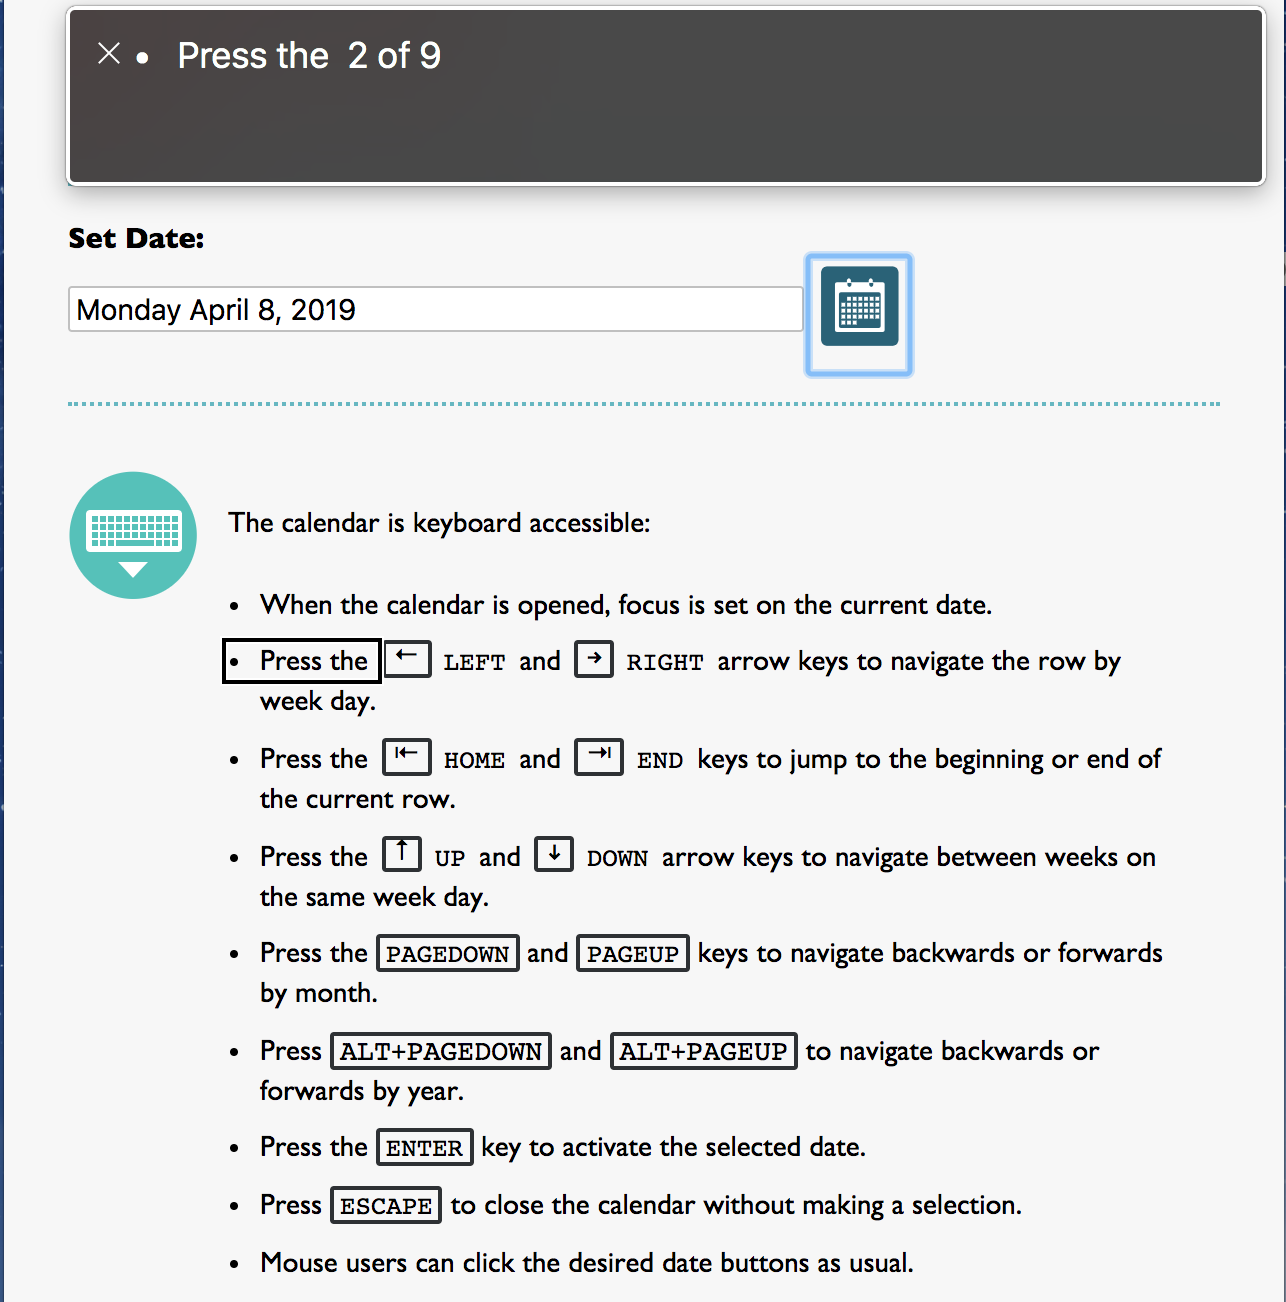 • Press the 2 of 9
Set Date:
Monday April 8, 2019
The calendar is keyboard accessible:
• When the calendar is opened, focus is set on the current date.
• Press the ← LEFT and → RIGHT arrow keys to navigate the row by
week day.
• Press the |← HOME and →| END keys to jump to the beginning or end of
the current row.
• Press the ↑ UP and ↓ DOWN arrow keys to navigate between weeks on
the same week day.
• Press the PAGEDOWN and PAGEUP keys to navigate backwards or forwards
by month.
• Press ALT+PAGEDOWN and ALT+PAGEUP to navigate backwards or
forwards by year.
• Press the ENTER key to activate the selected date.
• Press ESCAPE to close the calendar without making a selection.
• Mouse users can click the desired date buttons as usual.